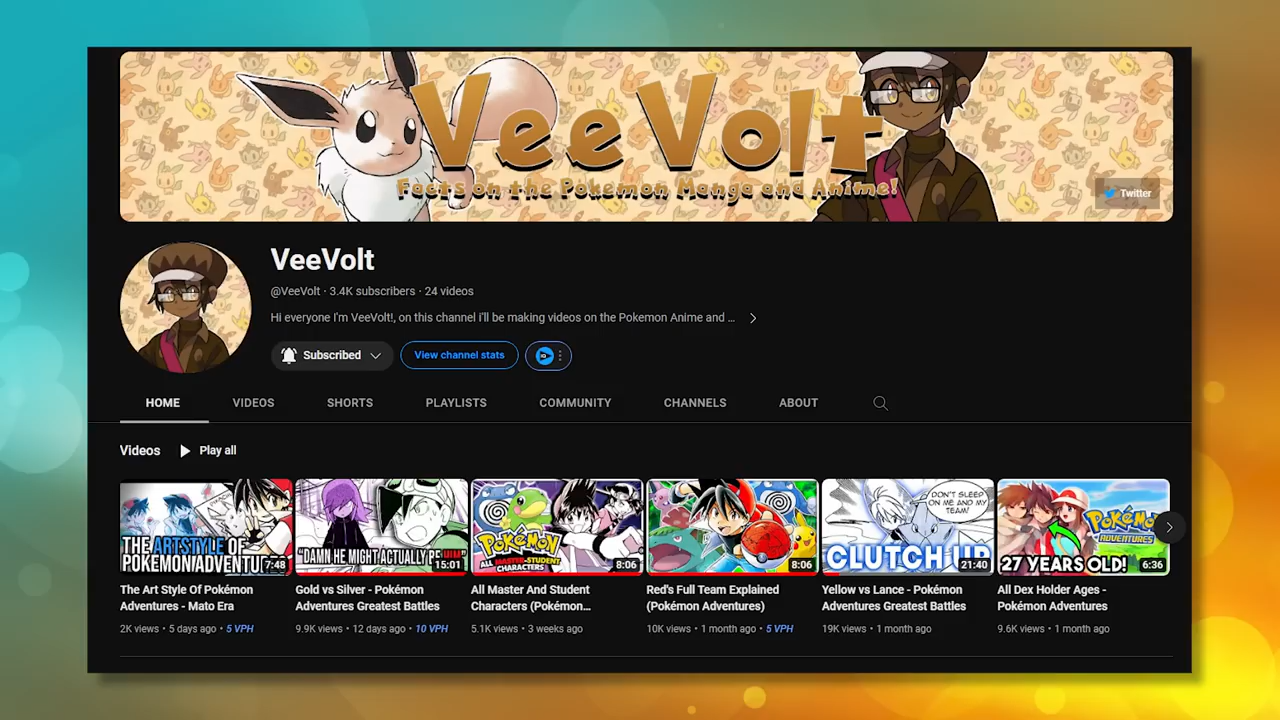 VeeVolt
Facts on the Pokemon Manga and Anime!
Twitter
VeeVolt
@VeeVolt · 3.4K subscribers · 24 videos
Hi everyone I'm VeeVolt!, on this channel i'll be making videos on the Pokemon Anime and ...
Subscribed
View channel stats
HOME VIDEOS SHORTS PLAYLISTS COMMUNITY CHANNELS ABOUT
Videos Play all
THE ARTSTYLE OF
POKEMON ADVENTU
7:48
"DAMN HE MIGHT ACTUALLY PE
15:01
POKéMON
ALL MASTER-STUDENT
CHARACTERS
8:06
8:06
DON'T SLEEP
ON ME AND MY
TEAM!
CLUTCH UP
21:40
POKéMO
ADVENTURES
27 YEARS OLD!
6:36
The Art Style Of Pokémon
Adventures - Mato Era
2K views • 5 days ago • 5 VPH
Gold vs Silver - Pokémon
Adventures Greatest Battles
9.9K views • 12 days ago • 10 VPH
All Master And Student
Characters (Pokémon...
5.1K views • 3 weeks ago
Red's Full Team Explained
(Pokémon Adventures)
10K views • 1 month ago • 5 VPH
Yellow vs Lance - Pokémon
Adventures Greatest Battles
19K views • 1 month ago
All Dex Holder Ages -
Pokémon Adventures
9.6K views • 1 month ago